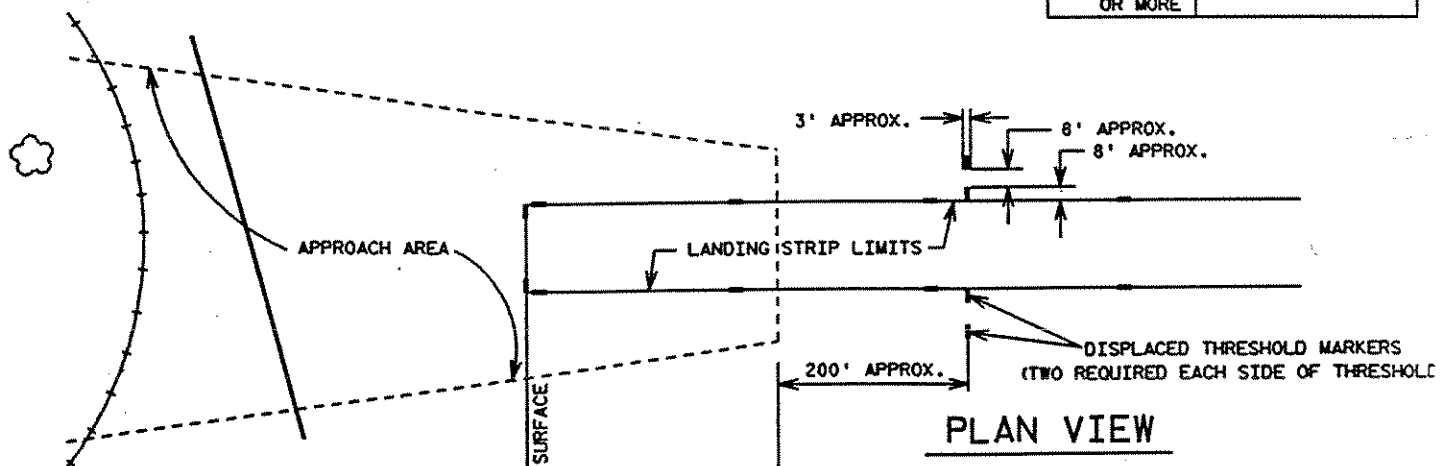 OR MORE
3' APPROX.
8' APPROX.
8' APPROX.
APPROACH AREA
LANDING STRIP LIMITS
DISPLACED THRESHOLD MARKERS
(TWO REQUIRED EACH SIDE OF THRESHOLD
200' APPROX.
SURFACE
PLAN VIEW